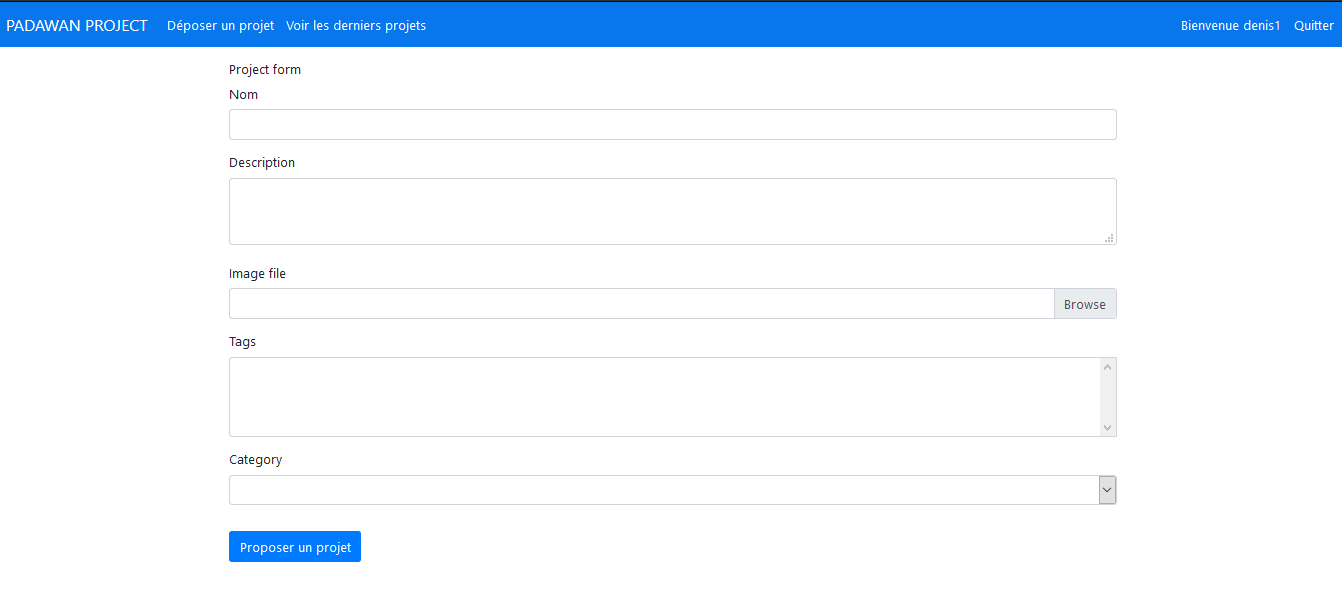 PADAWAN PROJECT Déposer un projet Voir les derniers projets Bienvenue denis1 Quitter
Project form
Nom
Description
Image file
Browse
Tags
Category
Proposer un projet